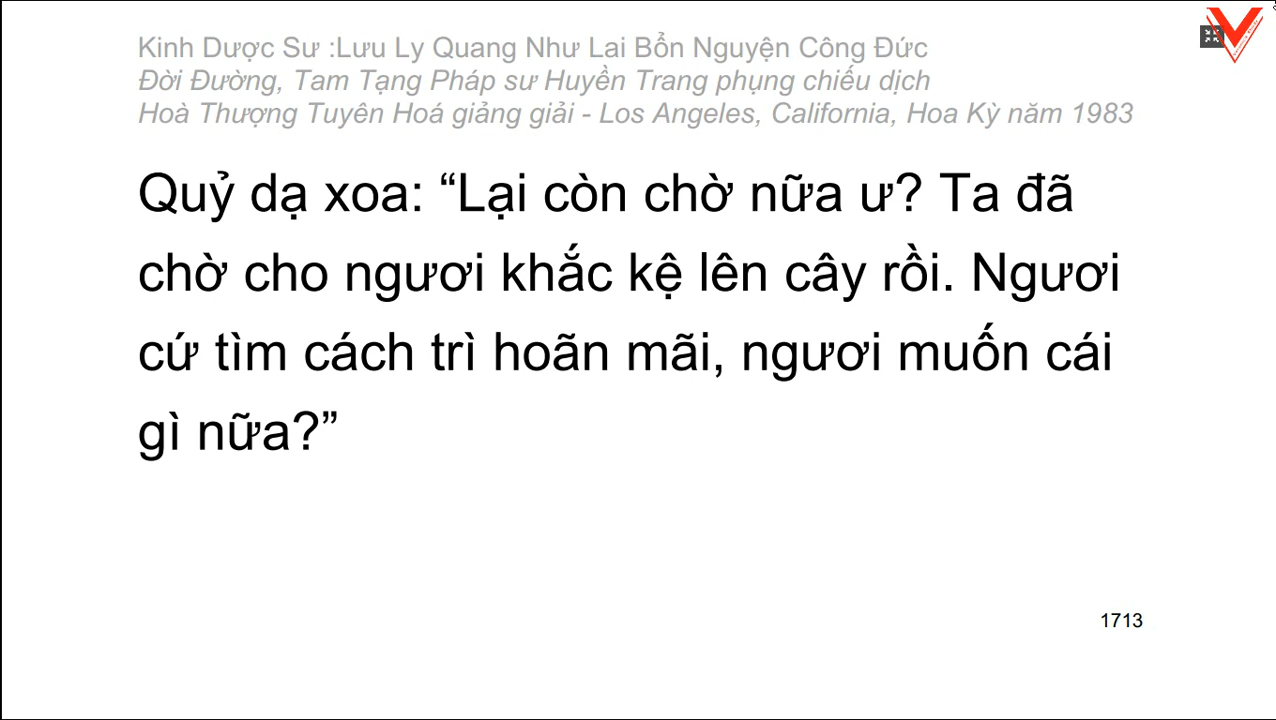 Kinh Dược Sư :Lưu Ly Quang Như Lai Bổn Nguyện Công Đức
Đời Đường, Tam Tạng Pháp sư Huyền Trang phụng chiếu dịch
Hoà Thượng Tuyên Hoá giảng giải - Los Angeles, California, Hoa Kỳ năm 1983
Quỷ dạ xoa: “Lại còn chờ nữa ư? Ta đã
chờ cho ngươi khắc kệ lên cây rồi. Ngươi
cứ tìm cách trì hoãn mãi, ngươi muốn cái
gì nữa?”
1713